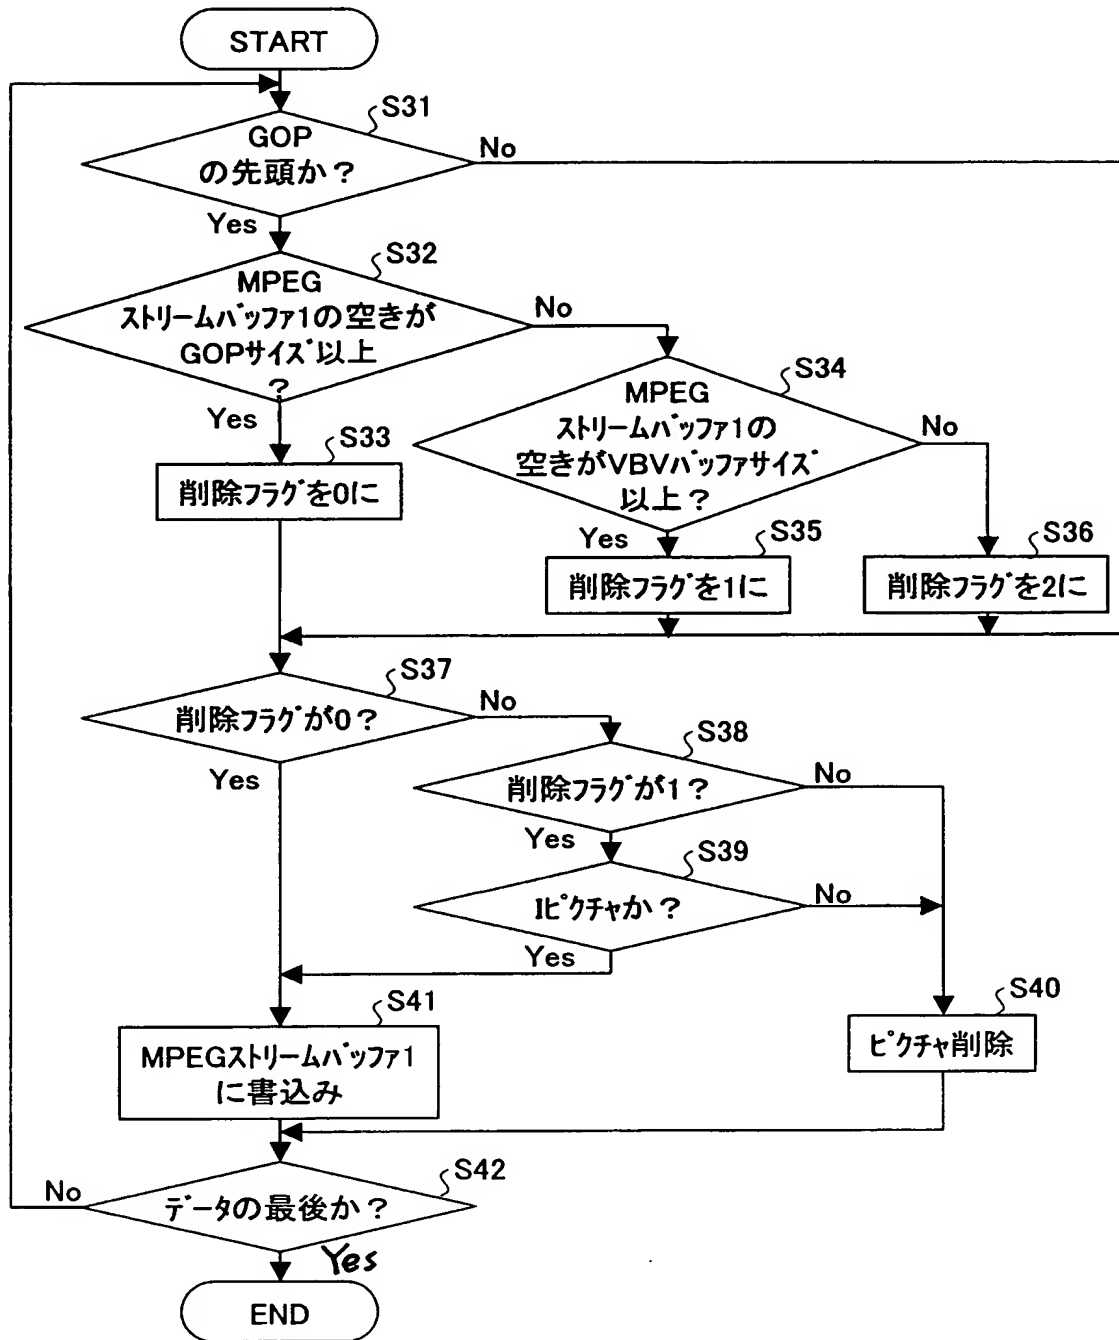 START
S31
GOP
の先頭か？
No
Yes
S32
MPEG
ストリームバッファ1の空きが
GOPサイズ以上
？
No
Yes
S34
MPEG
ストリームバッファ1の
空きがVBVバッファサイズ
以上？
No
Yes
S33
削除フラグを0に
S35
削除フラグを1に
S36
削除フラグを2に
S37
削除フラグが0？
No
Yes
S38
削除フラグが1？
No
Yes
S39
Iピクチャか？
No
Yes
S41
MPEGストリームバッファ1
に書込み
S40
ピクチャ削除
S42
データの最後か？
No
Yes
END